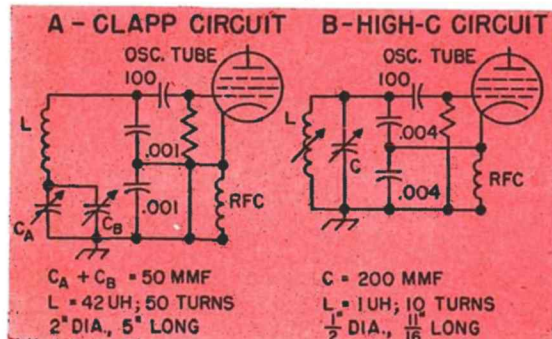 A - CLAPP CIRCUIT
OSC. TUBE
100
L
.001
.001
RFC
CA
CB
CA + CB = 50 MMF
L = 42 UH; 50 TURNS
2" DIA., 5" LONG
B - HIGH-C CIRCUIT
OSC. TUBE
100
L
.004
C
.004
RFC
C = 200 MMF
L = 1 UH; 10 TURNS
1/2" DIA., 11/16" LONG